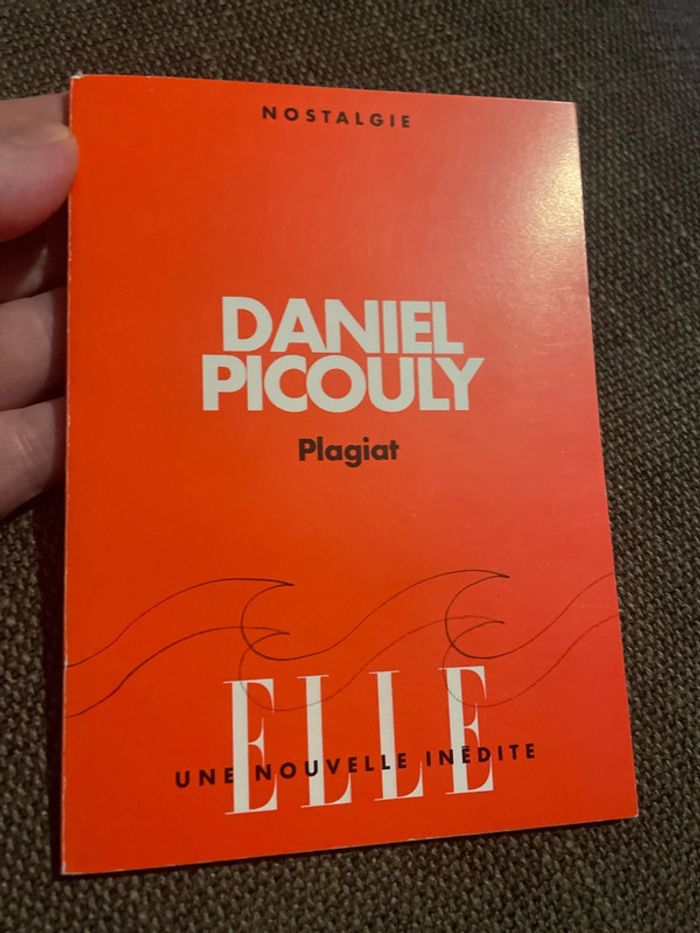 NOSTALGIE
DANIEL
PICOULY
Plagiat
ELLE
UNE NOUVELLE INÉDITE